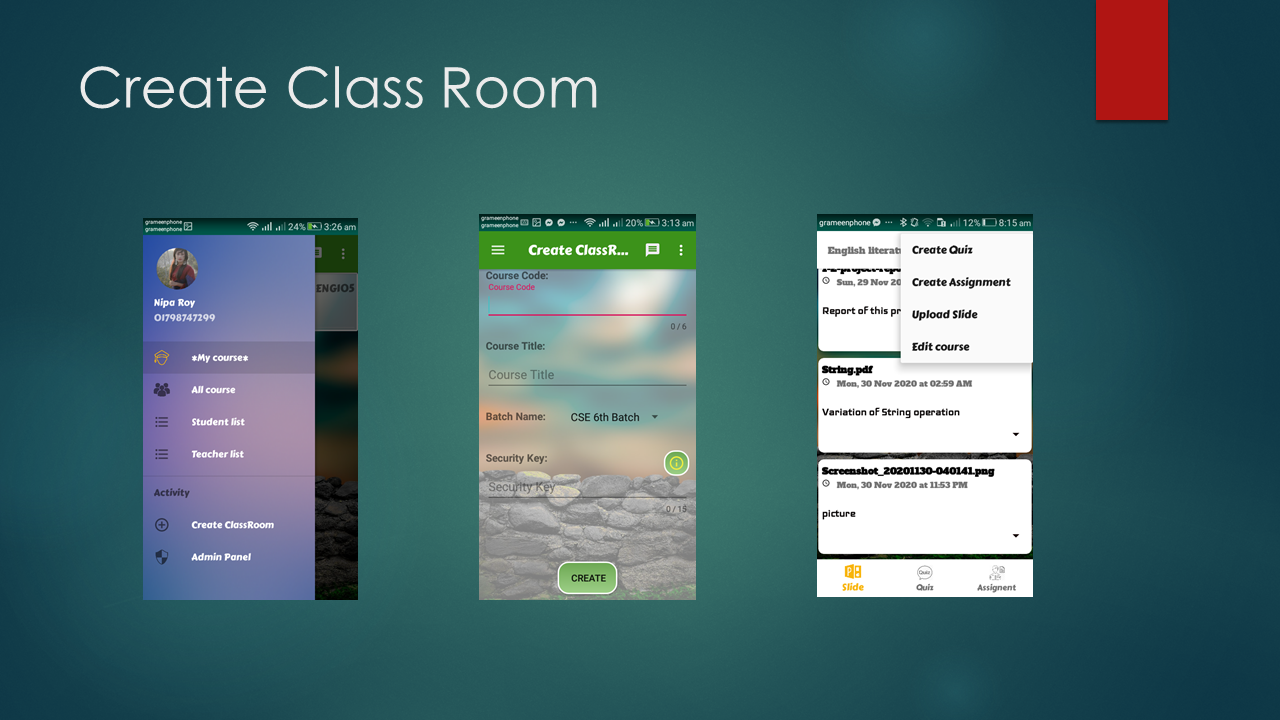 Create Class Room
grameenphone
grameenphone
24% 3:26 am
ENGIOS
Nipa Roy
01798747299
*My course*
All course
Student list
Teacher list
Activity
Create ClassRoom
Admin Panel
grameenphone
grameenphone
20% 3:13 am
Create ClassR...
Course Code:
Course Code
0 / 6
Course Title:
Course Title
Batch Name: CSE 6th Batch
Security Key:
Security Key
0 / 15
CREATE
grameenphone 12% 8:15 am
English literat
Create Quiz
Create Assignment
Upload Slide
Edit course
Sun, 29 Nov 20
Report of this pr
String.pdf
Mon, 30 Nov 2020 at 02:59 AM
Variation of String operation
Screenshot_20201130-040141.png
Mon, 30 Nov 2020 at 11:53 PM
picture
Slide
Quiz
Quiz
Assignent